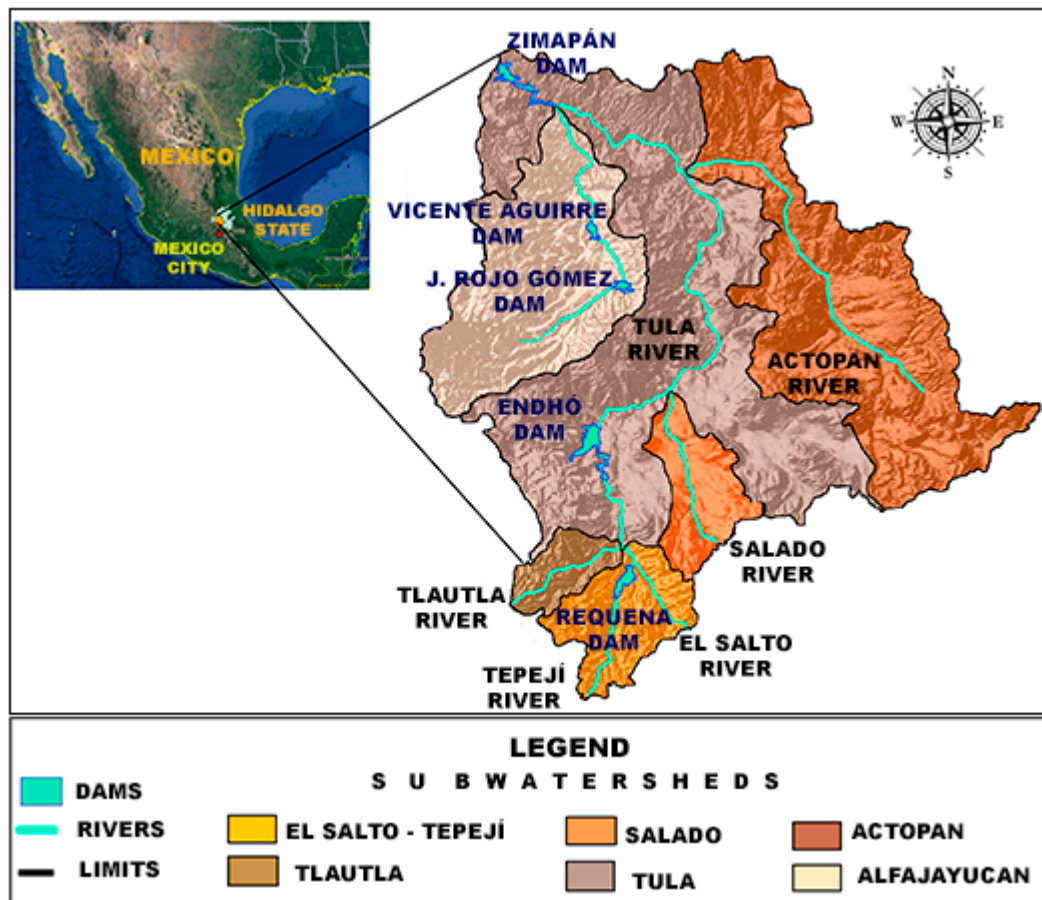 MEXICO
HIDALGO
STATE
MEXICO
CITY
ZIMAPÁN
DAM
N
W
E
S
VICENTE AGUIRRE
DAM
J. ROJO GÓMEZ
DAM
TULA
RIVER
ACTOPAN
RIVER
ENDHÓ
DAM
SALADO
RIVER
TLAUTLA
RIVER
REQUENA
DAM
EL SALTO
RIVER
TEPEJÍ
RIVER
LEGEND
S U B W A T E R S H E D S
DAMS
RIVERS
LIMITS
EL SALTO - TEPEJÍ
TLAUTLA
SALADO
TULA
ACTOPAN
ALFAJAYUCAN